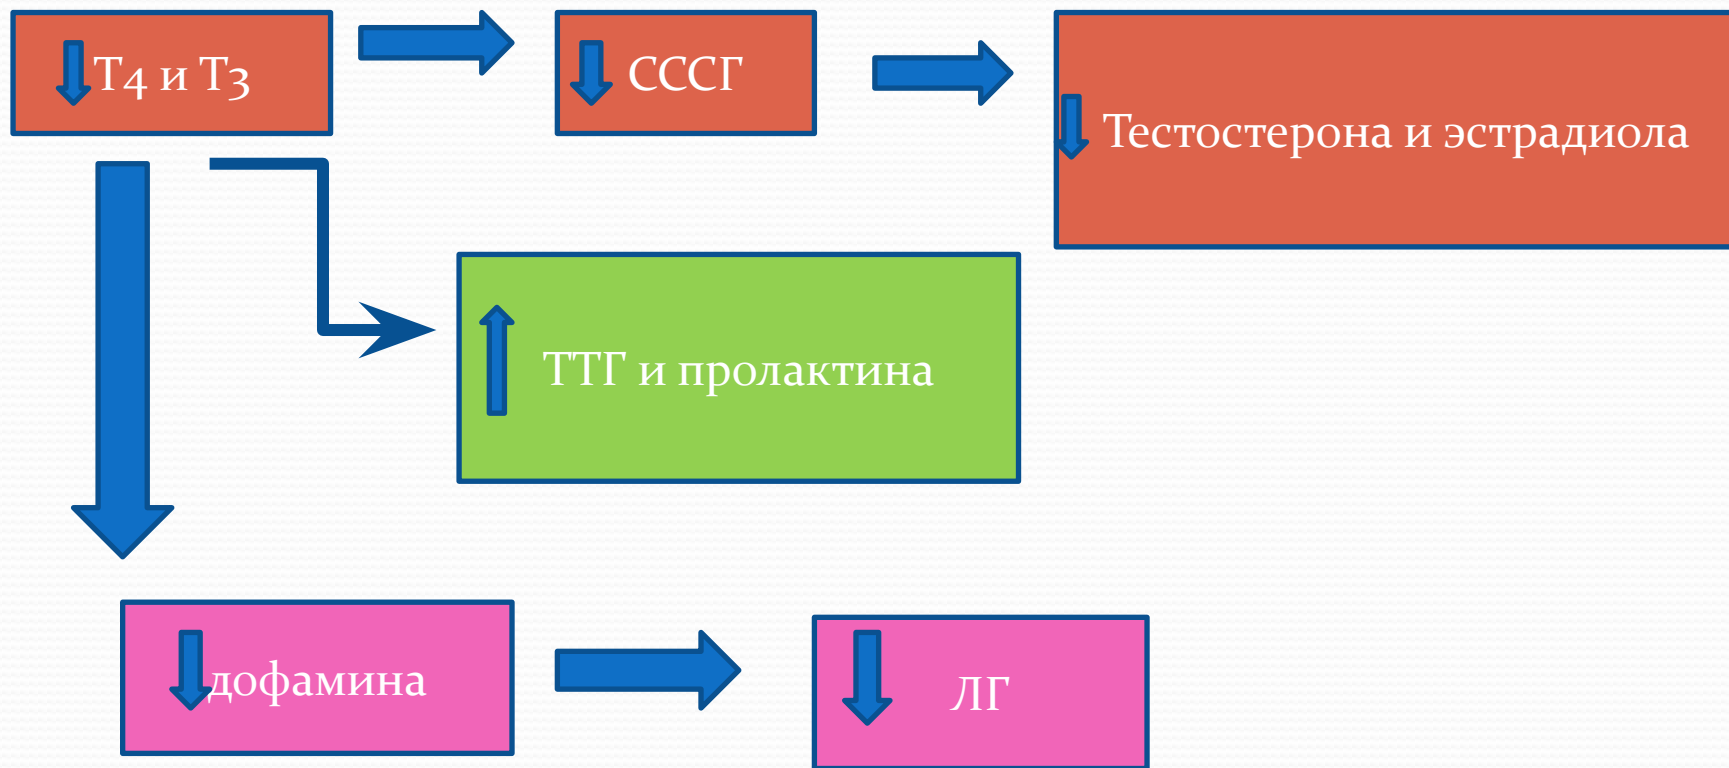 Т4 и Т3
СССГ
Тестостерона и эстрадиола
ТТГ и пролактина
дофамина
ЛГ